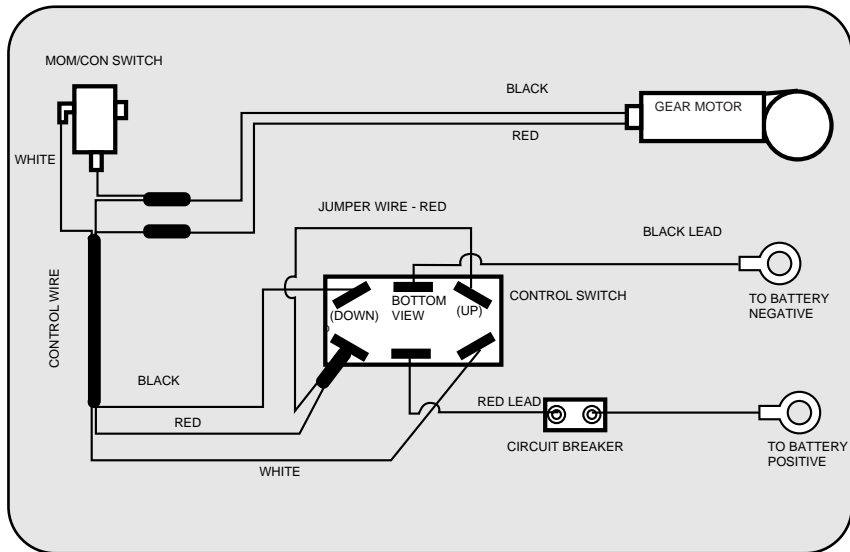 MOM/CON SWITCH
BLACK
GEAR MOTOR
RED
WHITE
JUMPER WIRE - RED
BLACK LEAD
CONTROL WIRE
(DOWN)
BOTTOM
VIEW
(UP)
CONTROL SWITCH
TO BATTERY
NEGATIVE
BLACK
RED
RED LEAD
CIRCUIT BREAKER
TO BATTERY
POSITIVE
WHITE